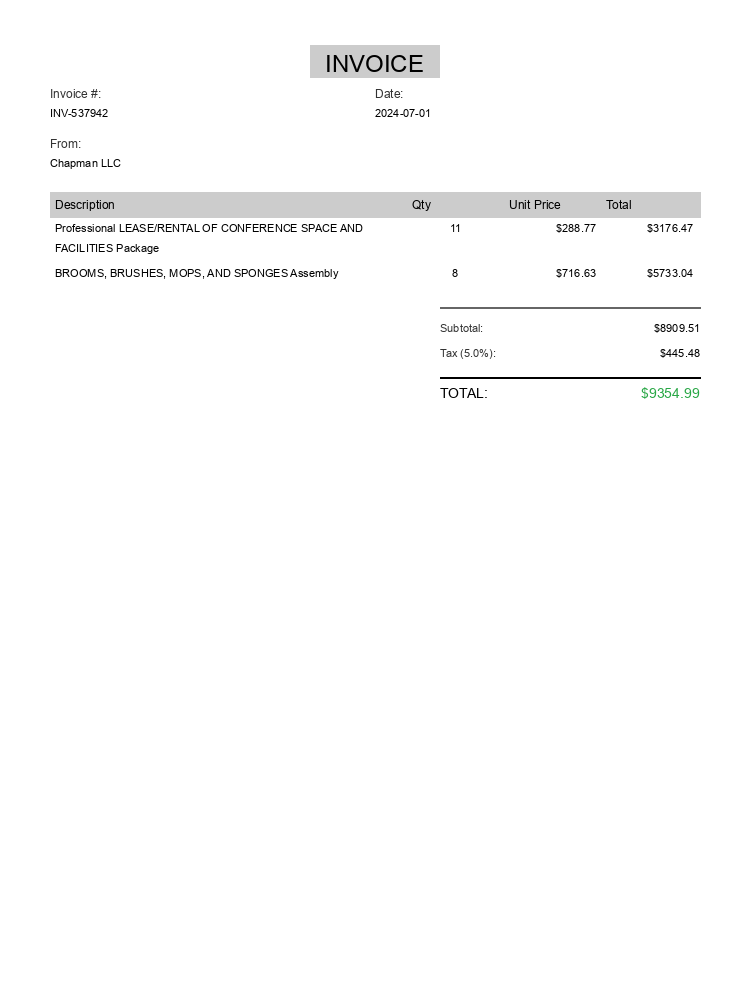 INVOICE
Invoice #: Date:
INV-537942 2024-07-01
From:
Chapman LLC
Description Qty Unit Price Total
Professional LEASE/RENTAL OF CONFERENCE SPACE AND 11 $288.77 $3176.47
FACILITIES Package
BROOMS, BRUSHES, MOPS, AND SPONGES Assembly 8 $716.63 $5733.04
Subtotal: $8909.51
Tax (5.0%): $445.48
TOTAL: $9354.99